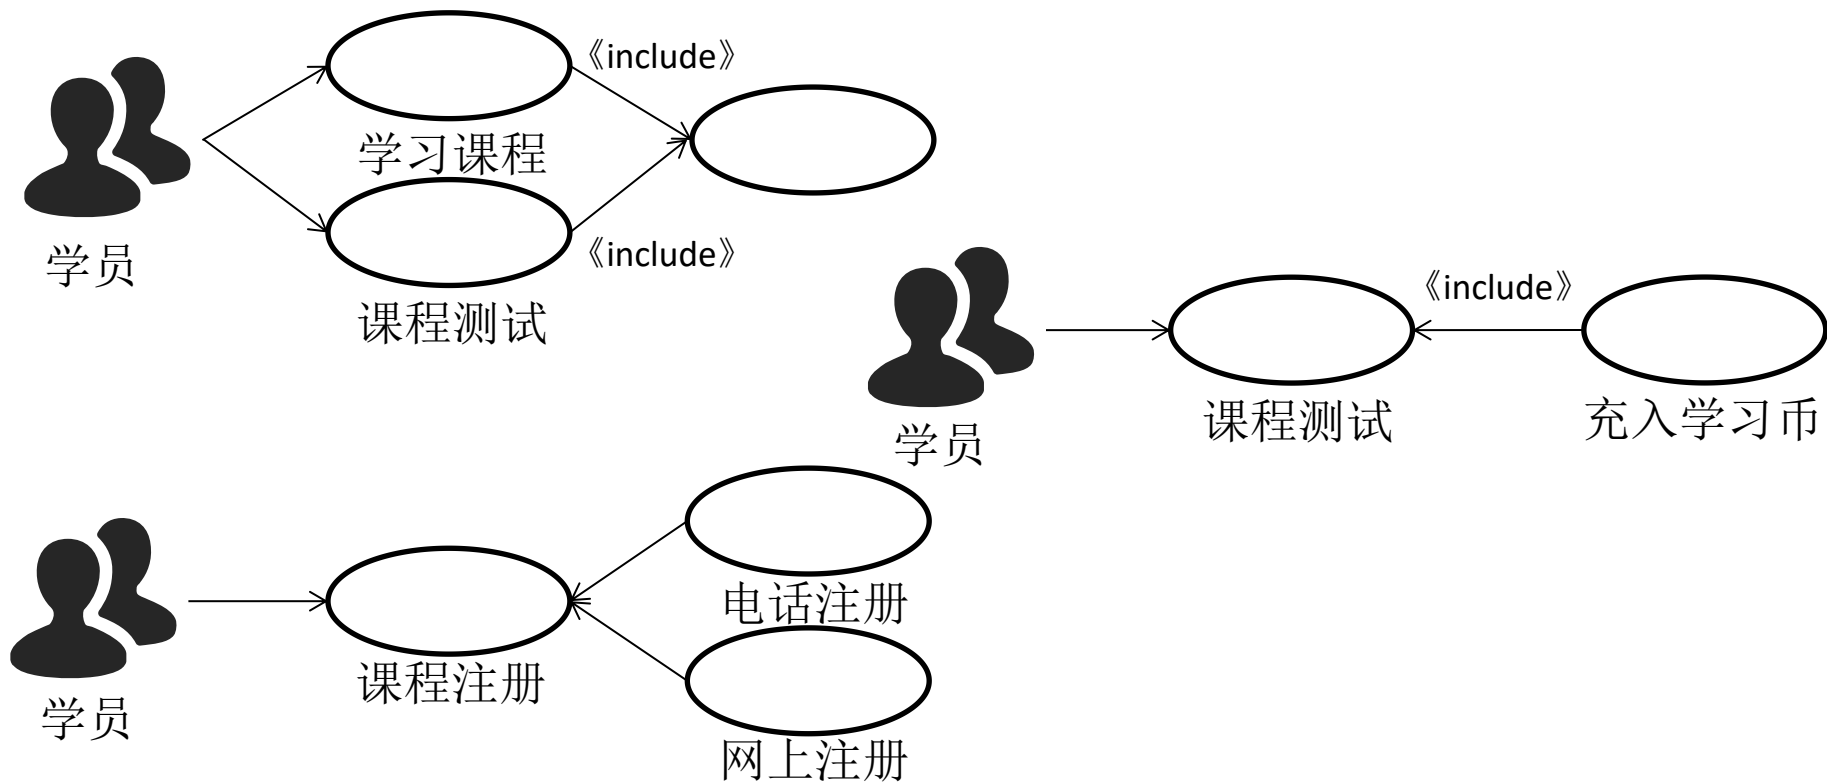 《include》
学习课程
学员
《include》
课程测试
《include》
学员
课程测试
充入学习币
电话注册
学员
课程注册
网上注册